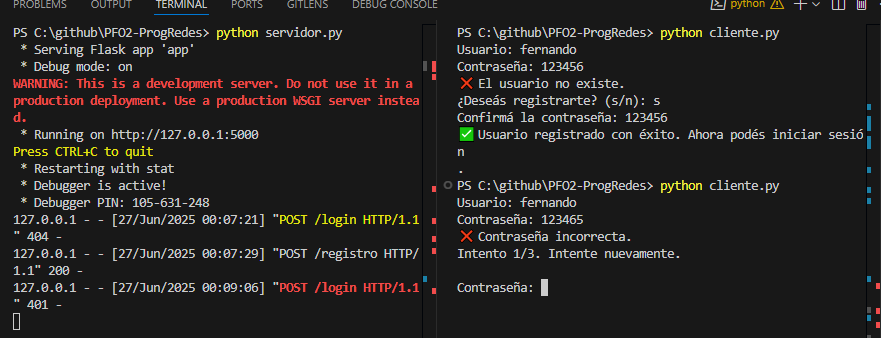 PROBLEMS OUTPUT TERMINAL PORTS GITLENS DEBUG CONSOLE
python
PS C:\github\PFO2-ProgRedes> python servidor.py
* Serving Flask app 'app'
* Debug mode: on
WARNING: This is a development server. Do not use it in a
production deployment. Use a production WSGI server instea
d.
* Running on http://127.0.0.1:5000
Press CTRL+C to quit
* Restarting with stat
* Debugger is active!
* Debugger PIN: 105-631-248
127.0.0.1 - - [27/Jun/2025 00:07:21] "POST /login HTTP/1.1
" 404 -
127.0.0.1 - - [27/Jun/2025 00:07:29] "POST /registro HTTP/
1.1" 200 -
127.0.0.1 - - [27/Jun/2025 00:09:06] "POST /login HTTP/1.1
" 401 -
PS C:\github\PFO2-ProgRedes> python cliente.py
Usuario: fernando
Contraseña: 123456
❌ El usuario no existe.
¿Deseás registrarte? (s/n): s
Confirmá la contraseña: 123456
✅ Usuario registrado con éxito. Ahora podés iniciar sesió
n
.
PS C:\github\PFO2-ProgRedes> python cliente.py
Usuario: fernando
Contraseña: 123465
❌ Contraseña incorrecta.
Intento 1/3. Intente nuevamente.
Contraseña: